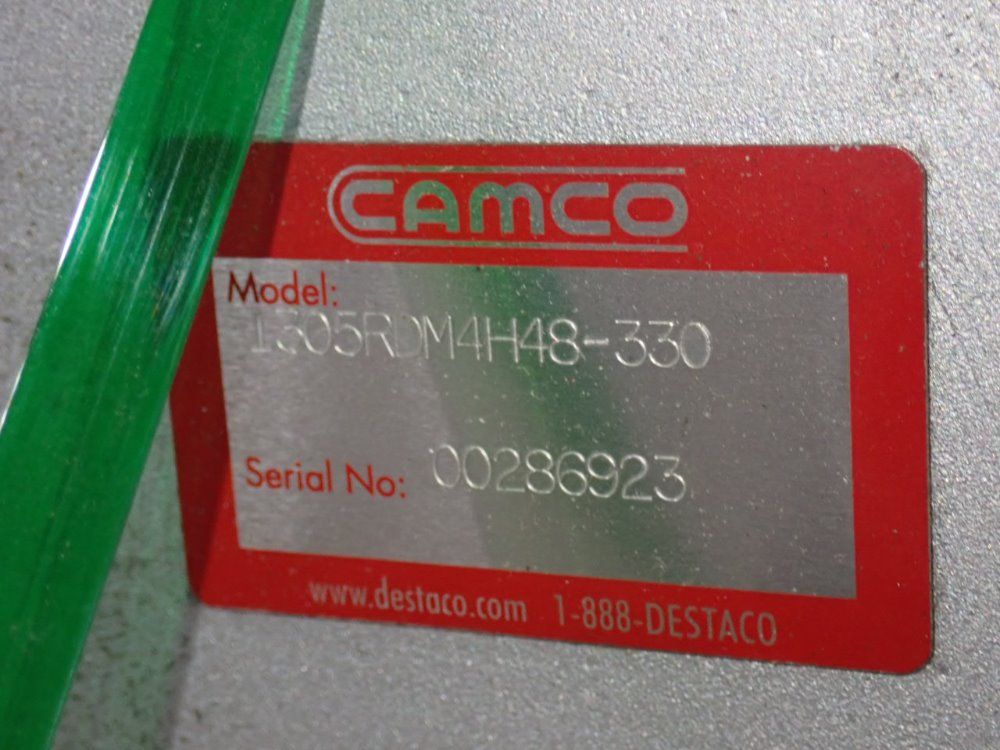 CAMCO
Model:
1305RDM4H48-330
Serial No: 00286923
www.destaco.com 1-888-DESTACO